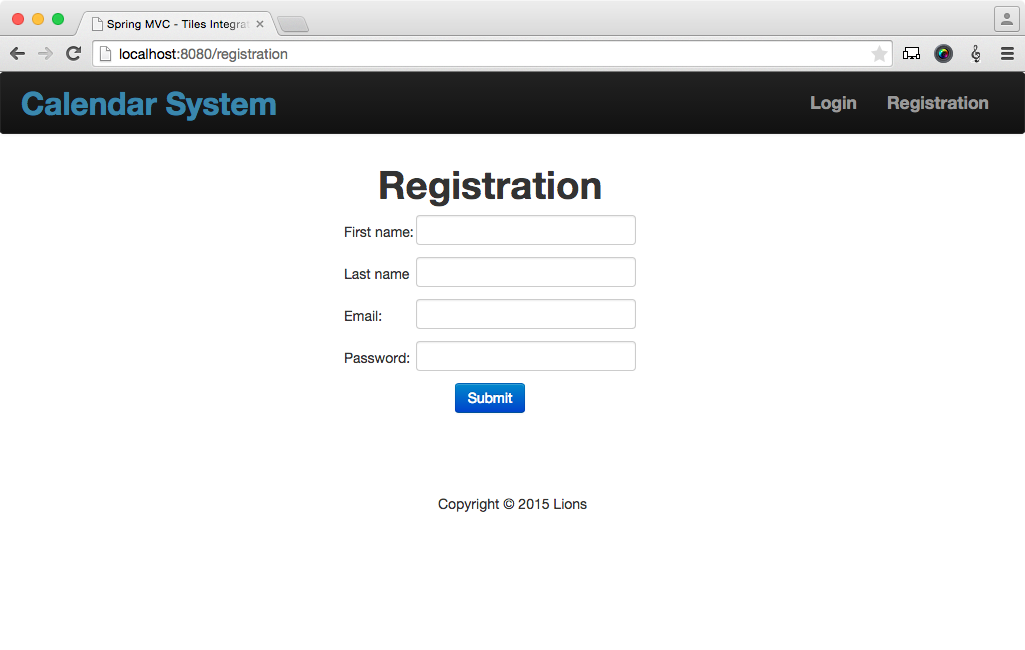 Spring MVC - Tiles Integrat
localhost:8080/registration
Calendar System
Login
Registration
Registration
First name:
Last name
Email:
Password:
Submit
Copyright © 2015 Lions